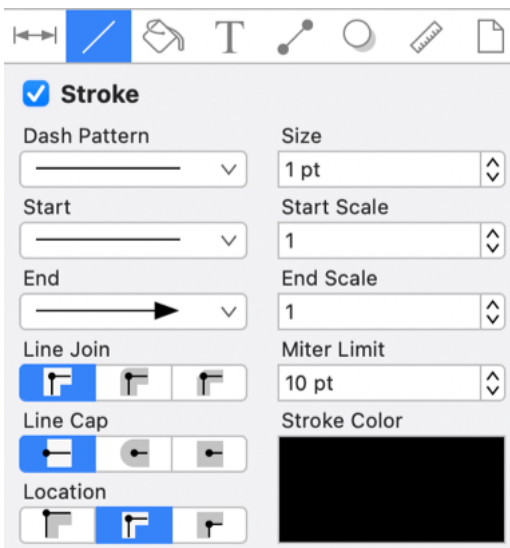 T
Stroke
Dash Pattern
Size
1 pt
Start
Start Scale
1
End
End Scale
1
Line Join
Miter Limit
10 pt
Line Cap
Stroke Color
Location